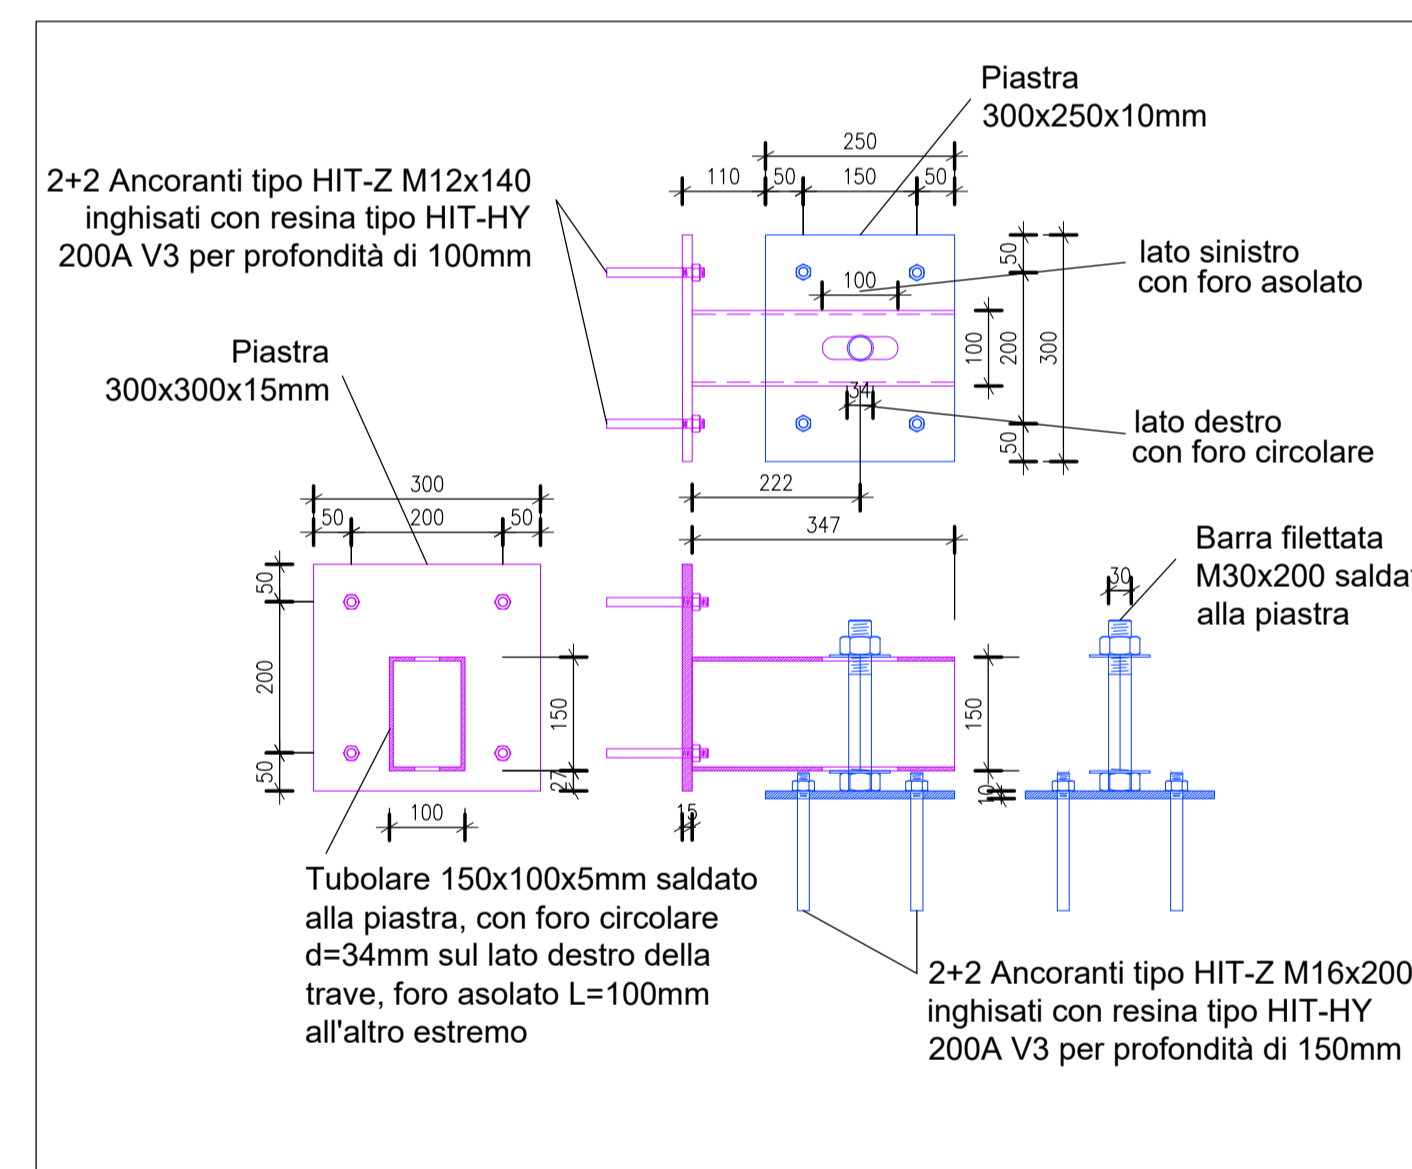 Piastra
300x250x10mm
250
110
50
150
50
2+2 Ancoranti tipo HIT-Z M12x140
inghisati con resina tipo HIT-HY
200A V3 per profondità di 100mm
lato sinistro
con foro asolato
50
100
100
200
300
34
50
lato destro
con foro circolare
Piastra
300x300x15mm
222
347
300
50
200
50
50
200
50
150
27
100
15
150
10
30
Barra filettata
M30x200
alla piastra
Tubolare 150x100x5mm saldato
alla piastra, con foro circolare
d=34mm sul lato destro della
trave, foro asolato L=100mm
all'altro estremo
2+2 Ancoranti tipo HIT-Z M16x200
inghisati con resina tipo HIT-HY
200A V3 per profondità di 150mm